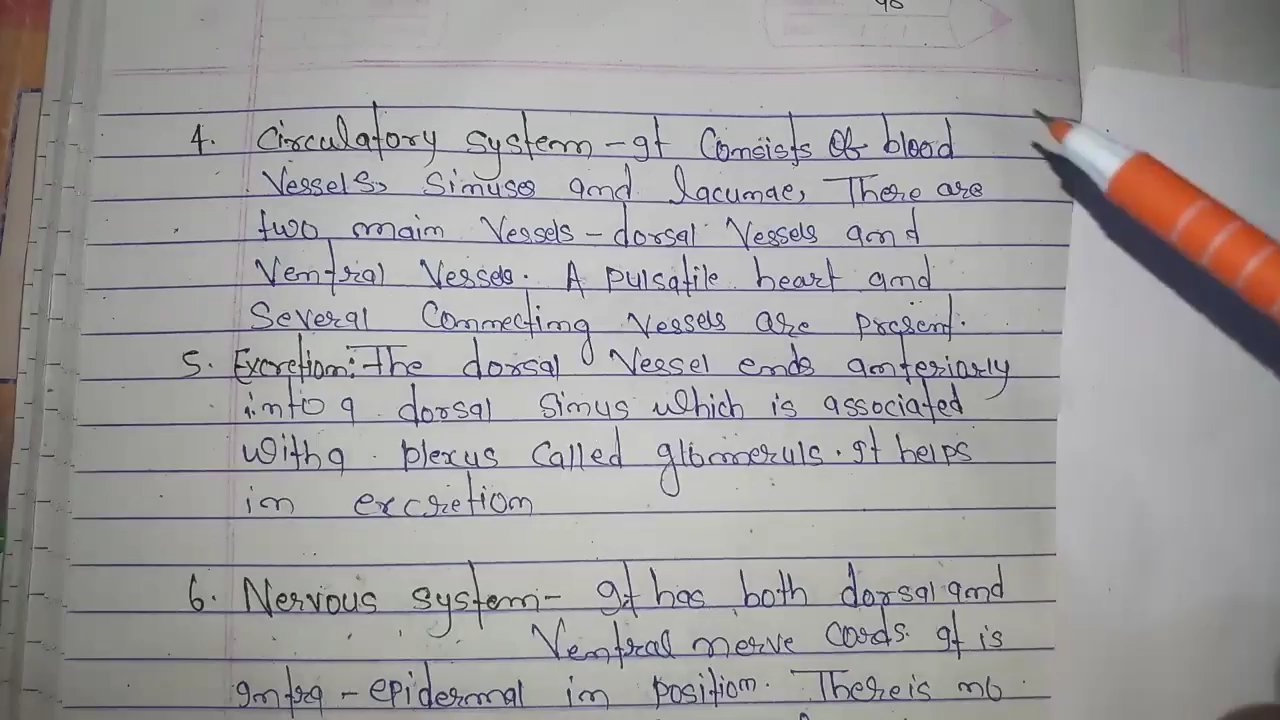 4. Circulatory system - It Consists Of blood
Vessels, Sinuses and lacunae, There are
two main Vessels - dorsal Vessels and
Ventral Vessels. A pulsatile heart and
Several Connecting Vessels are Present.
5. Excretion:- The dorsal Vessel ends anteriarly
into a dorsal Sinus which is associated
with a plexus Called glomeruls. It helps
in excretion
6. Nervous system - It has both dorsal and
Ventral nerve Cords. It is
Intra - epidermal in position. There is no